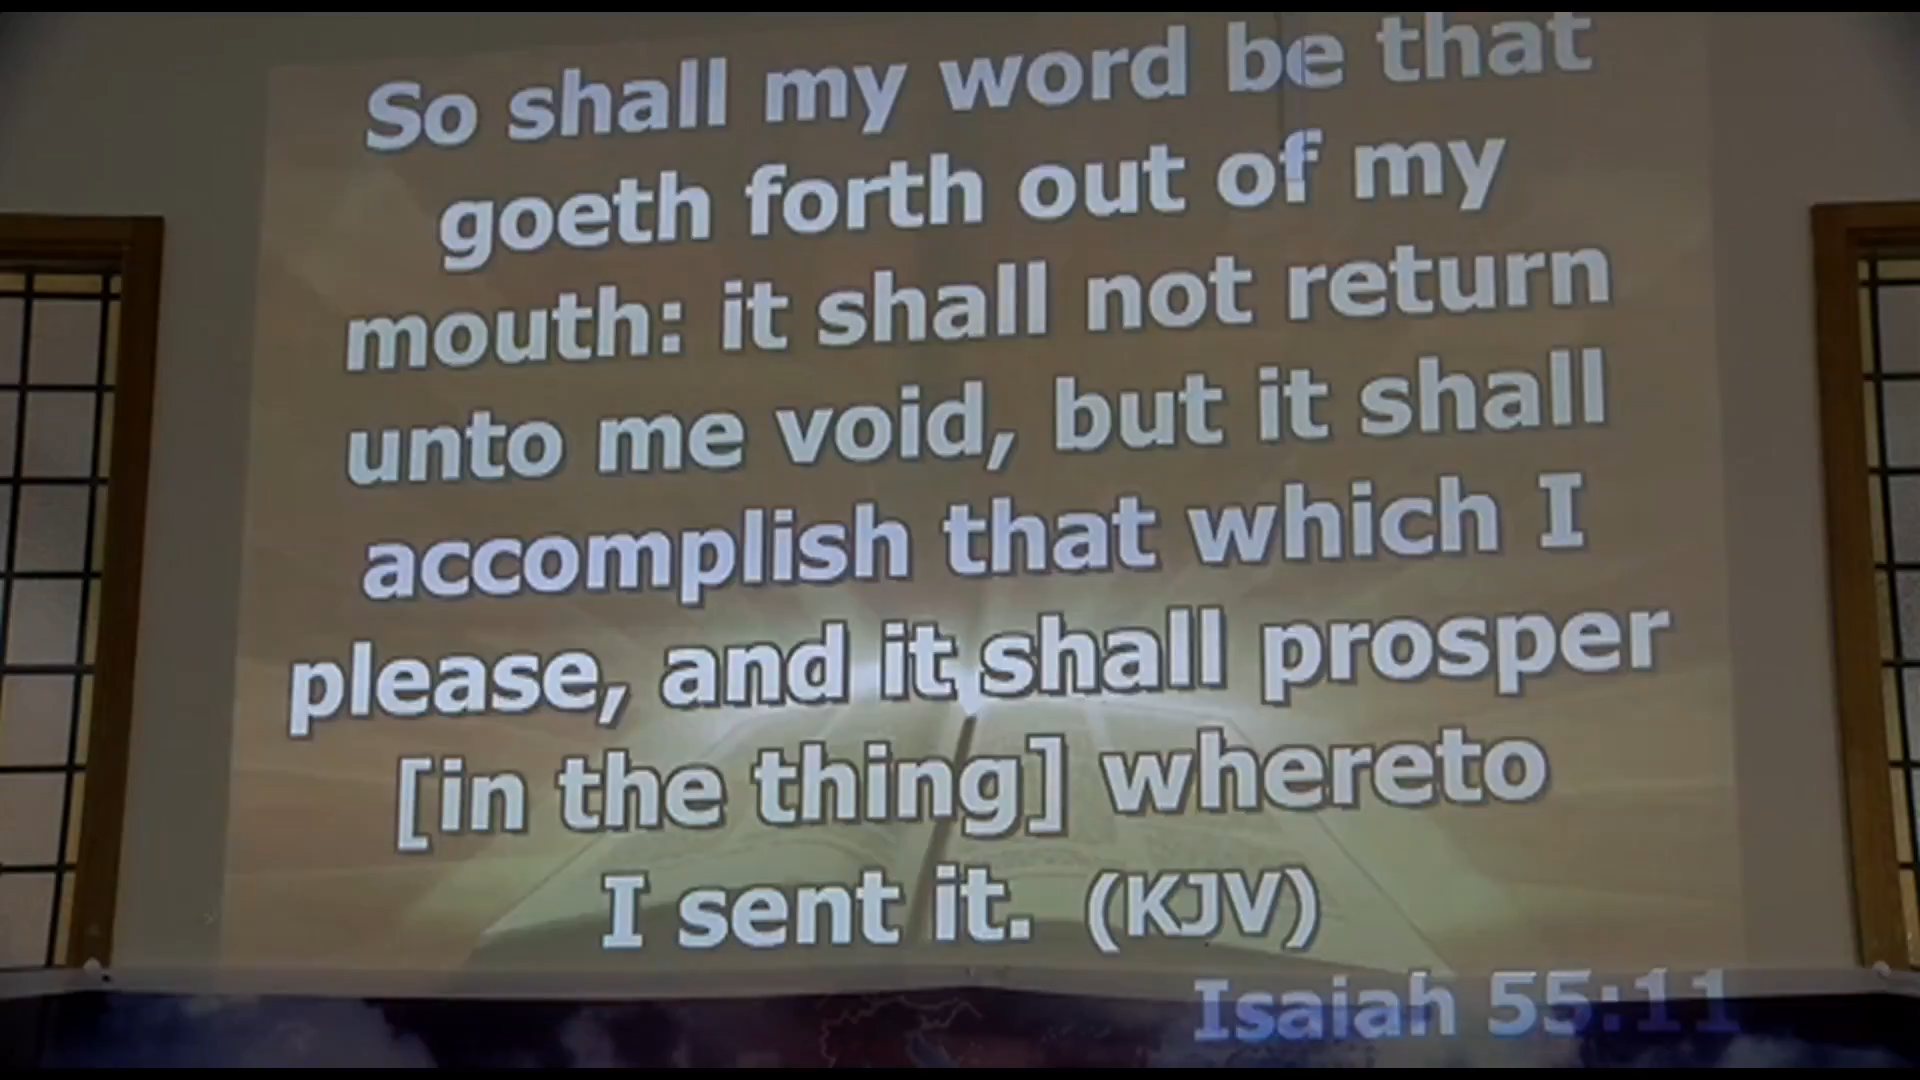 So shall my word be that
goeth forth out of my
mouth: it shall not return
unto me void, but it shall
accomplish that which I
please, and it shall prosper
[in the thing] whereto
I sent it. (KJV)
Isaiah 55:11